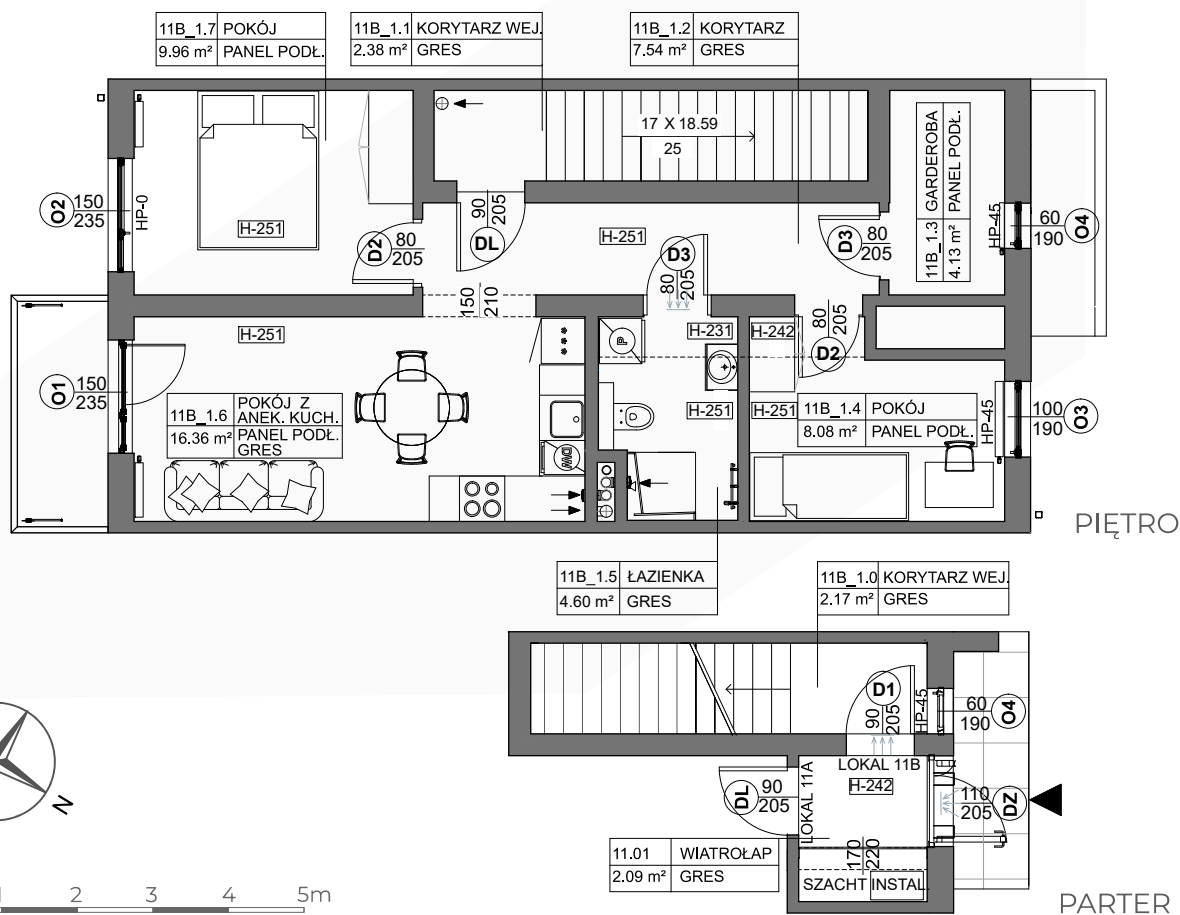 11B_1.7 POKÓJ
9.96 m² PANEL PODŁ.
11B_1.1 KORYTARZ WEJ.
2.38 m² GRES
11B_1.2 KORYTARZ
7.54 m² GRES
17 X 18.59
25
11B_1.3 GARDEROBA
4.13 m² PANEL PODŁ.
O2 150
235
HP-0
H-251
D2 80
205
90
205
DL
H-251
D3
80
205
D3 80
205
HP-45
60
190
O4
150
210
H-251
H-231
H-242
80
205
D2
P
O1 150
235
11B_1.6 POKÓJ Z
ANEK. KUCH.
16.36 m² PANEL PODŁ.
GRES
DW
H-251
H-251
11B_1.4 POKÓJ
8.08 m² PANEL PODŁ.
HP-45
100
190
O3
PIĘTRO
11B_1.5 ŁAZIENKA
4.60 m² GRES
11B_1.0 KORYTARZ WEJ.
2.17 m² GRES
D1
90
205
HP-45
60
190
O4
LOKAL 11A
LOKAL 11B
H-242
DL 90
205
110
205
DZ
170
220
11.01 WIATROŁAP
2.09 m² GRES
SZACHT INSTAL.
N
1 2 3 4 5m
PARTER